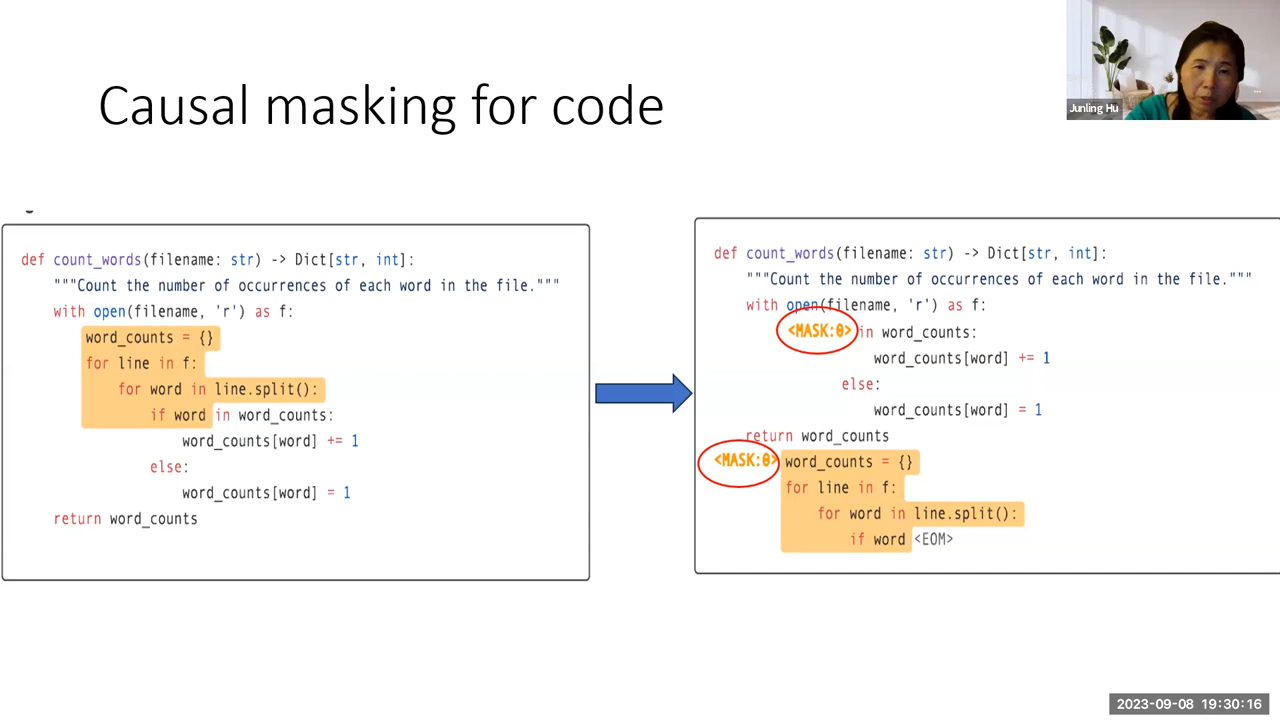 Causal masking for code
Junling Hu
def count_words(filename: str) -> Dict[str, int]:
"""Count the number of occurrences of each word in the file."""
with open(filename, 'r') as f:
word_counts = {}
for line in f:
for word in line.split():
if word in word_counts:
word_counts[word] += 1
else:
word_counts[word] = 1
return word_counts
def count_words(filename: str) -> Dict[str, int]:
"""Count the number of occurrences of each word in the file."""
with open(filename, 'r') as f:
<MASK:0> in word_counts:
word_counts[word] += 1
else:
word_counts[word] = 1
return word_counts
<MASK:0> word_counts = {}
for line in f:
for word in line.split():
if word <EOM>
2023-09-08 19:30:16